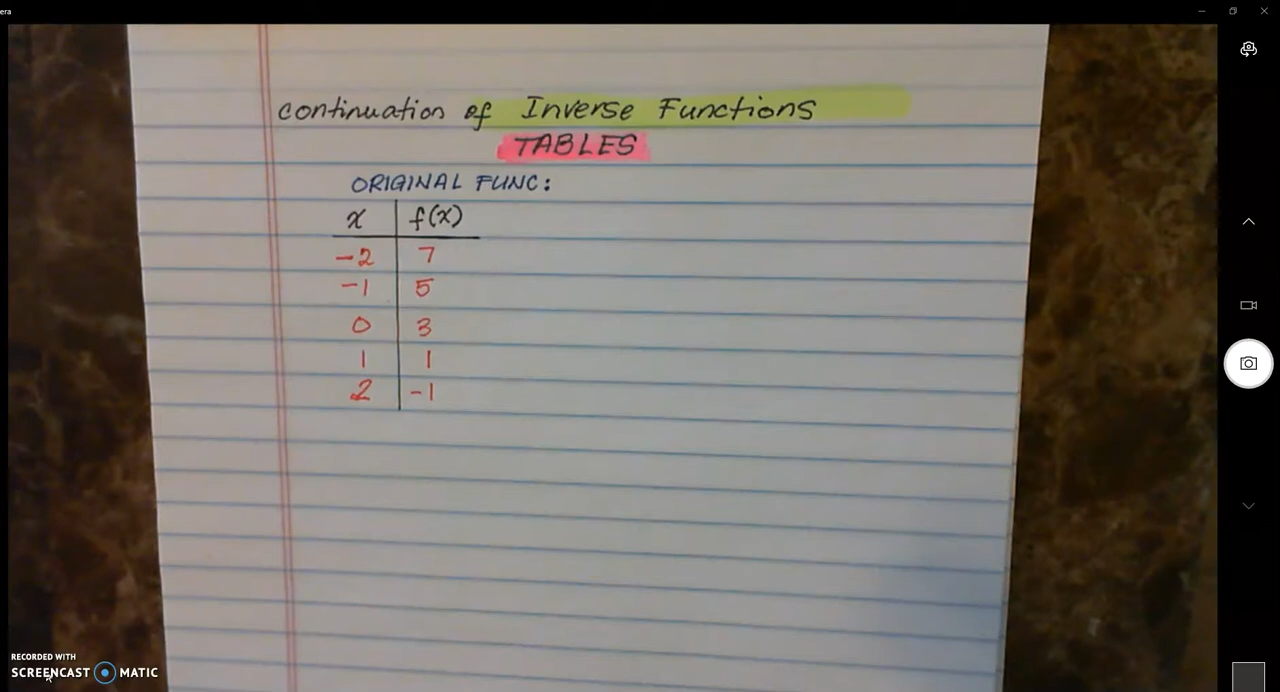 era
continuation of Inverse Functions
TABLES
ORIGINAL FUNC:
x f(x)
-2 7
-1 5
0 3
1 1
2 -1
RECORDED WITH
SCREENCAST MATIC